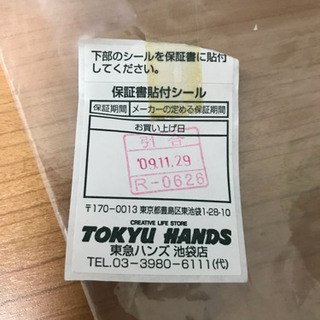 下部のシールを保証書に貼付
してください。
保証書貼付シール
保証期間 メーカーの定める保証期間
お買い上げ日
引合
'09.11.29
R-0626
〒170-0013 東京都豊島区東池袋1-28-10
CREATIVE LIFE STORE
TOKYU HANDS
東急ハンズ 池袋店
TEL.03-3980-6111(代)